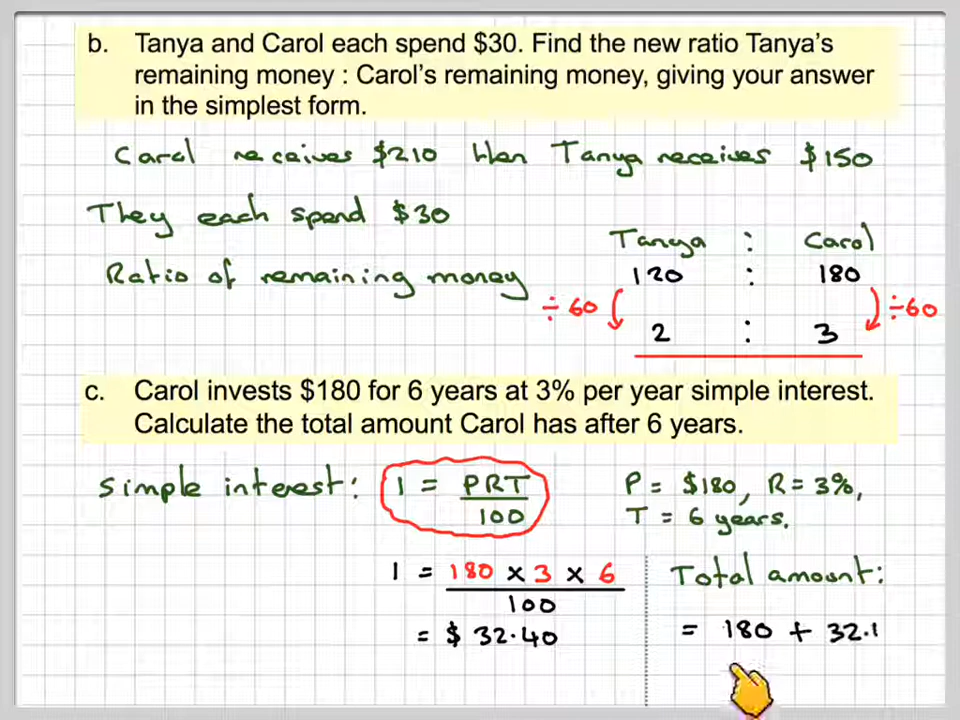 b. Tanya and Carol each spend $30. Find the new ratio Tanya's
remaining money : Carol's remaining money, giving your answer
in the simplest form.
Carol receives $210 then Tanya receives $150
They each spend $30
Tanya : Carol
Ratio of remaining money 120 : 180
÷60 ÷60
2 : 3
c. Carol invests $180 for 6 years at 3% per year simple interest.
Calculate the total amount Carol has after 6 years.
Simple interest: I = PRT
100
P = $180, R = 3%,
T = 6 years.
I = 180 × 3 × 6
100
= $ 32.40
Total amount:
= 180 + 32.1